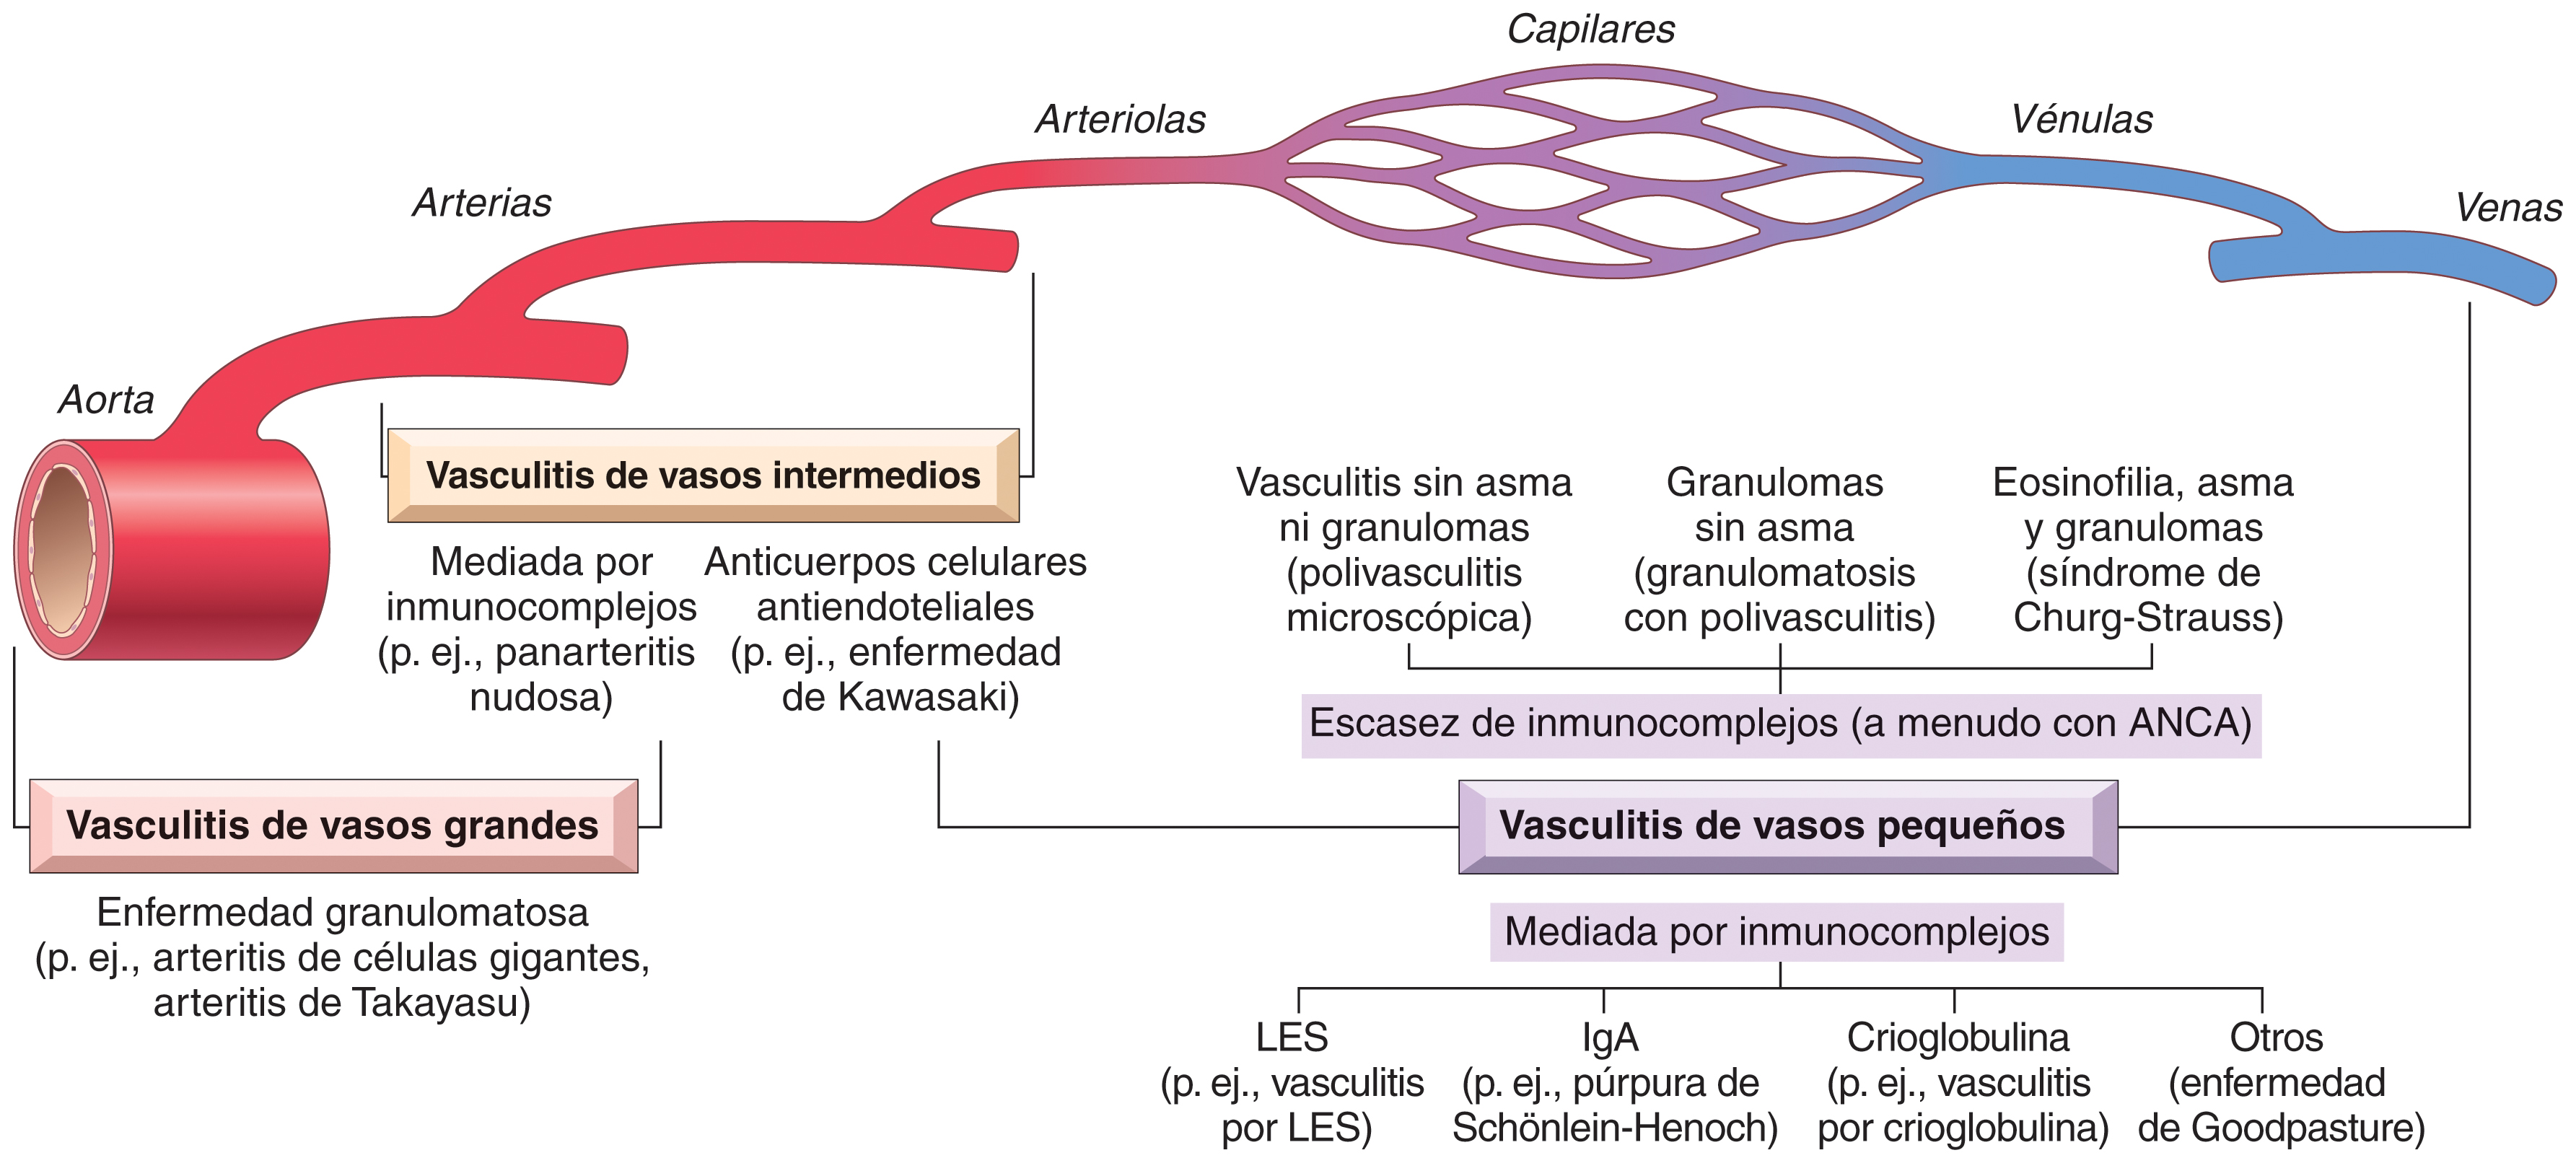 Capilares
Arteriolas
Vénulas
Arterias
Venas
Aorta
Vasculitis de vasos intermedios
Mediada por
inmunocomplejos
(p. ej., panarteritis
nudosa)
Anticuerpos celulares
antiendoteliales
(p. ej., enfermedad
de Kawasaki)
Vasculitis sin asma
ni granulomas
(polivasculitis
microscópica)
Granulomas
sin asma
(granulomatosis
con polivasculitis)
Eosinofilia, asma
y granulomas
(síndrome de
Churg-Strauss)
Escasez de inmunocomplejos (a menudo con ANCA)
Vasculitis de vasos grandes
Vasculitis de vasos pequeños
Enfermedad granulomatosa
(p. ej., arteritis de células gigantes,
arteritis de Takayasu)
Mediada por inmunocomplejos
LES
(p. ej., vasculitis
por LES)
IgA
(p. ej., púrpura de
Schönlein-Henoch)
Crioglobulina
(p. ej., vasculitis
por crioglobulina)
Otros
(enfermedad
de Goodpasture)